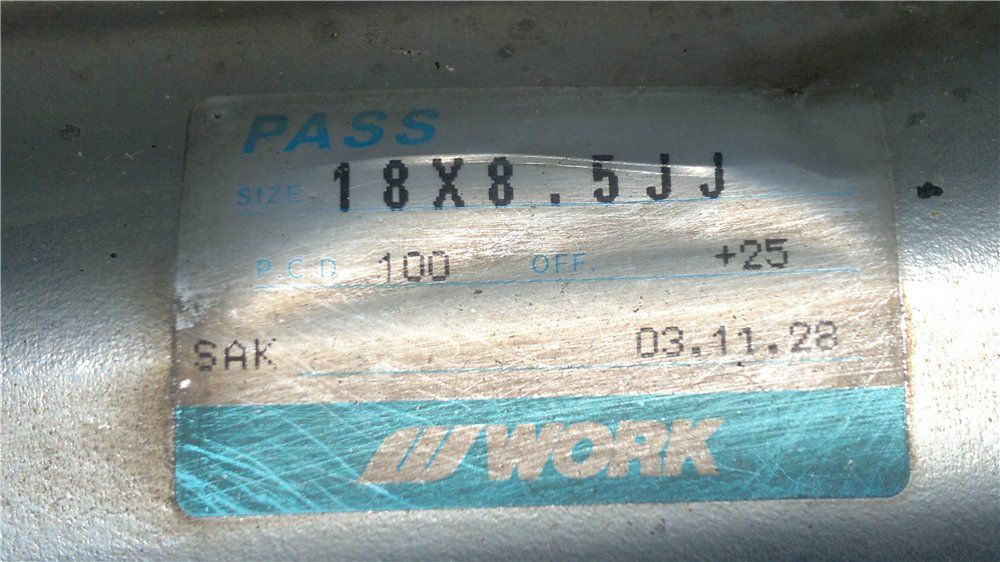 PASS
SIZE 18X8.5JJ
P.C.D. 100 OFF. +25
SAK 03.11.28
W WORK